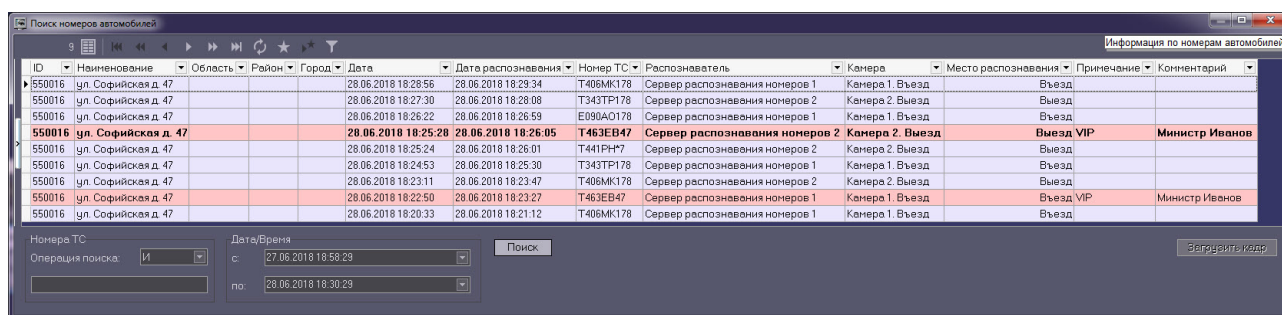 Поиск номеров автомобилей
9
Информация по номерам автомобилей
ID Наименование Область Район Город Дата Дата распознавания Номер ТС Распознаватель Камера Место распознавания Примечание Комментарий
550016 ул. Софийская д. 47 28.06.2018 18:28:56 28.06.2018 18:29:34 T406MK178 Сервер распознавания номеров 1 Камера 1. Въезд Въезд
550016 ул. Софийская д. 47 28.06.2018 18:27:30 28.06.2018 18:28:08 T343TP178 Сервер распознавания номеров 2 Камера 2. Выезд Выезд
550016 ул. Софийская д. 47 28.06.2018 18:26:22 28.06.2018 18:26:59 E090AO178 Сервер распознавания номеров 1 Камера 1. Въезд Въезд
550016 ул. Софийская д. 47 28.06.2018 18:25:28 28.06.2018 18:26:05 T463EB47 Сервер распознавания номеров 2 Камера 2. Выезд Выезд VIP Министр Иванов
550016 ул. Софийская д. 47 28.06.2018 18:25:24 28.06.2018 18:26:01 T441PH*7 Сервер распознавания номеров 2 Камера 2. Выезд Выезд
550016 ул. Софийская д. 47 28.06.2018 18:24:53 28.06.2018 18:25:30 T343TP178 Сервер распознавания номеров 1 Камера 1. Въезд Въезд
550016 ул. Софийская д. 47 28.06.2018 18:23:11 28.06.2018 18:23:47 T406MK178 Сервер распознавания номеров 2 Камера 2. Выезд Выезд
550016 ул. Софийская д. 47 28.06.2018 18:22:50 28.06.2018 18:23:27 T463EB47 Сервер распознавания номеров 1 Камера 1. Въезд Въезд VIP Министр Иванов
550016 ул. Софийская д. 47 28.06.2018 18:20:33 28.06.2018 18:21:12 T406MK178 Сервер распознавания номеров 1 Камера 1. Въезд Въезд
Номера ТС Дата/Время
Операция поиска: И с: 27.06.2018 18:58:29 Поиск Загрузить кадр
по: 28.06.2018 18:30:29